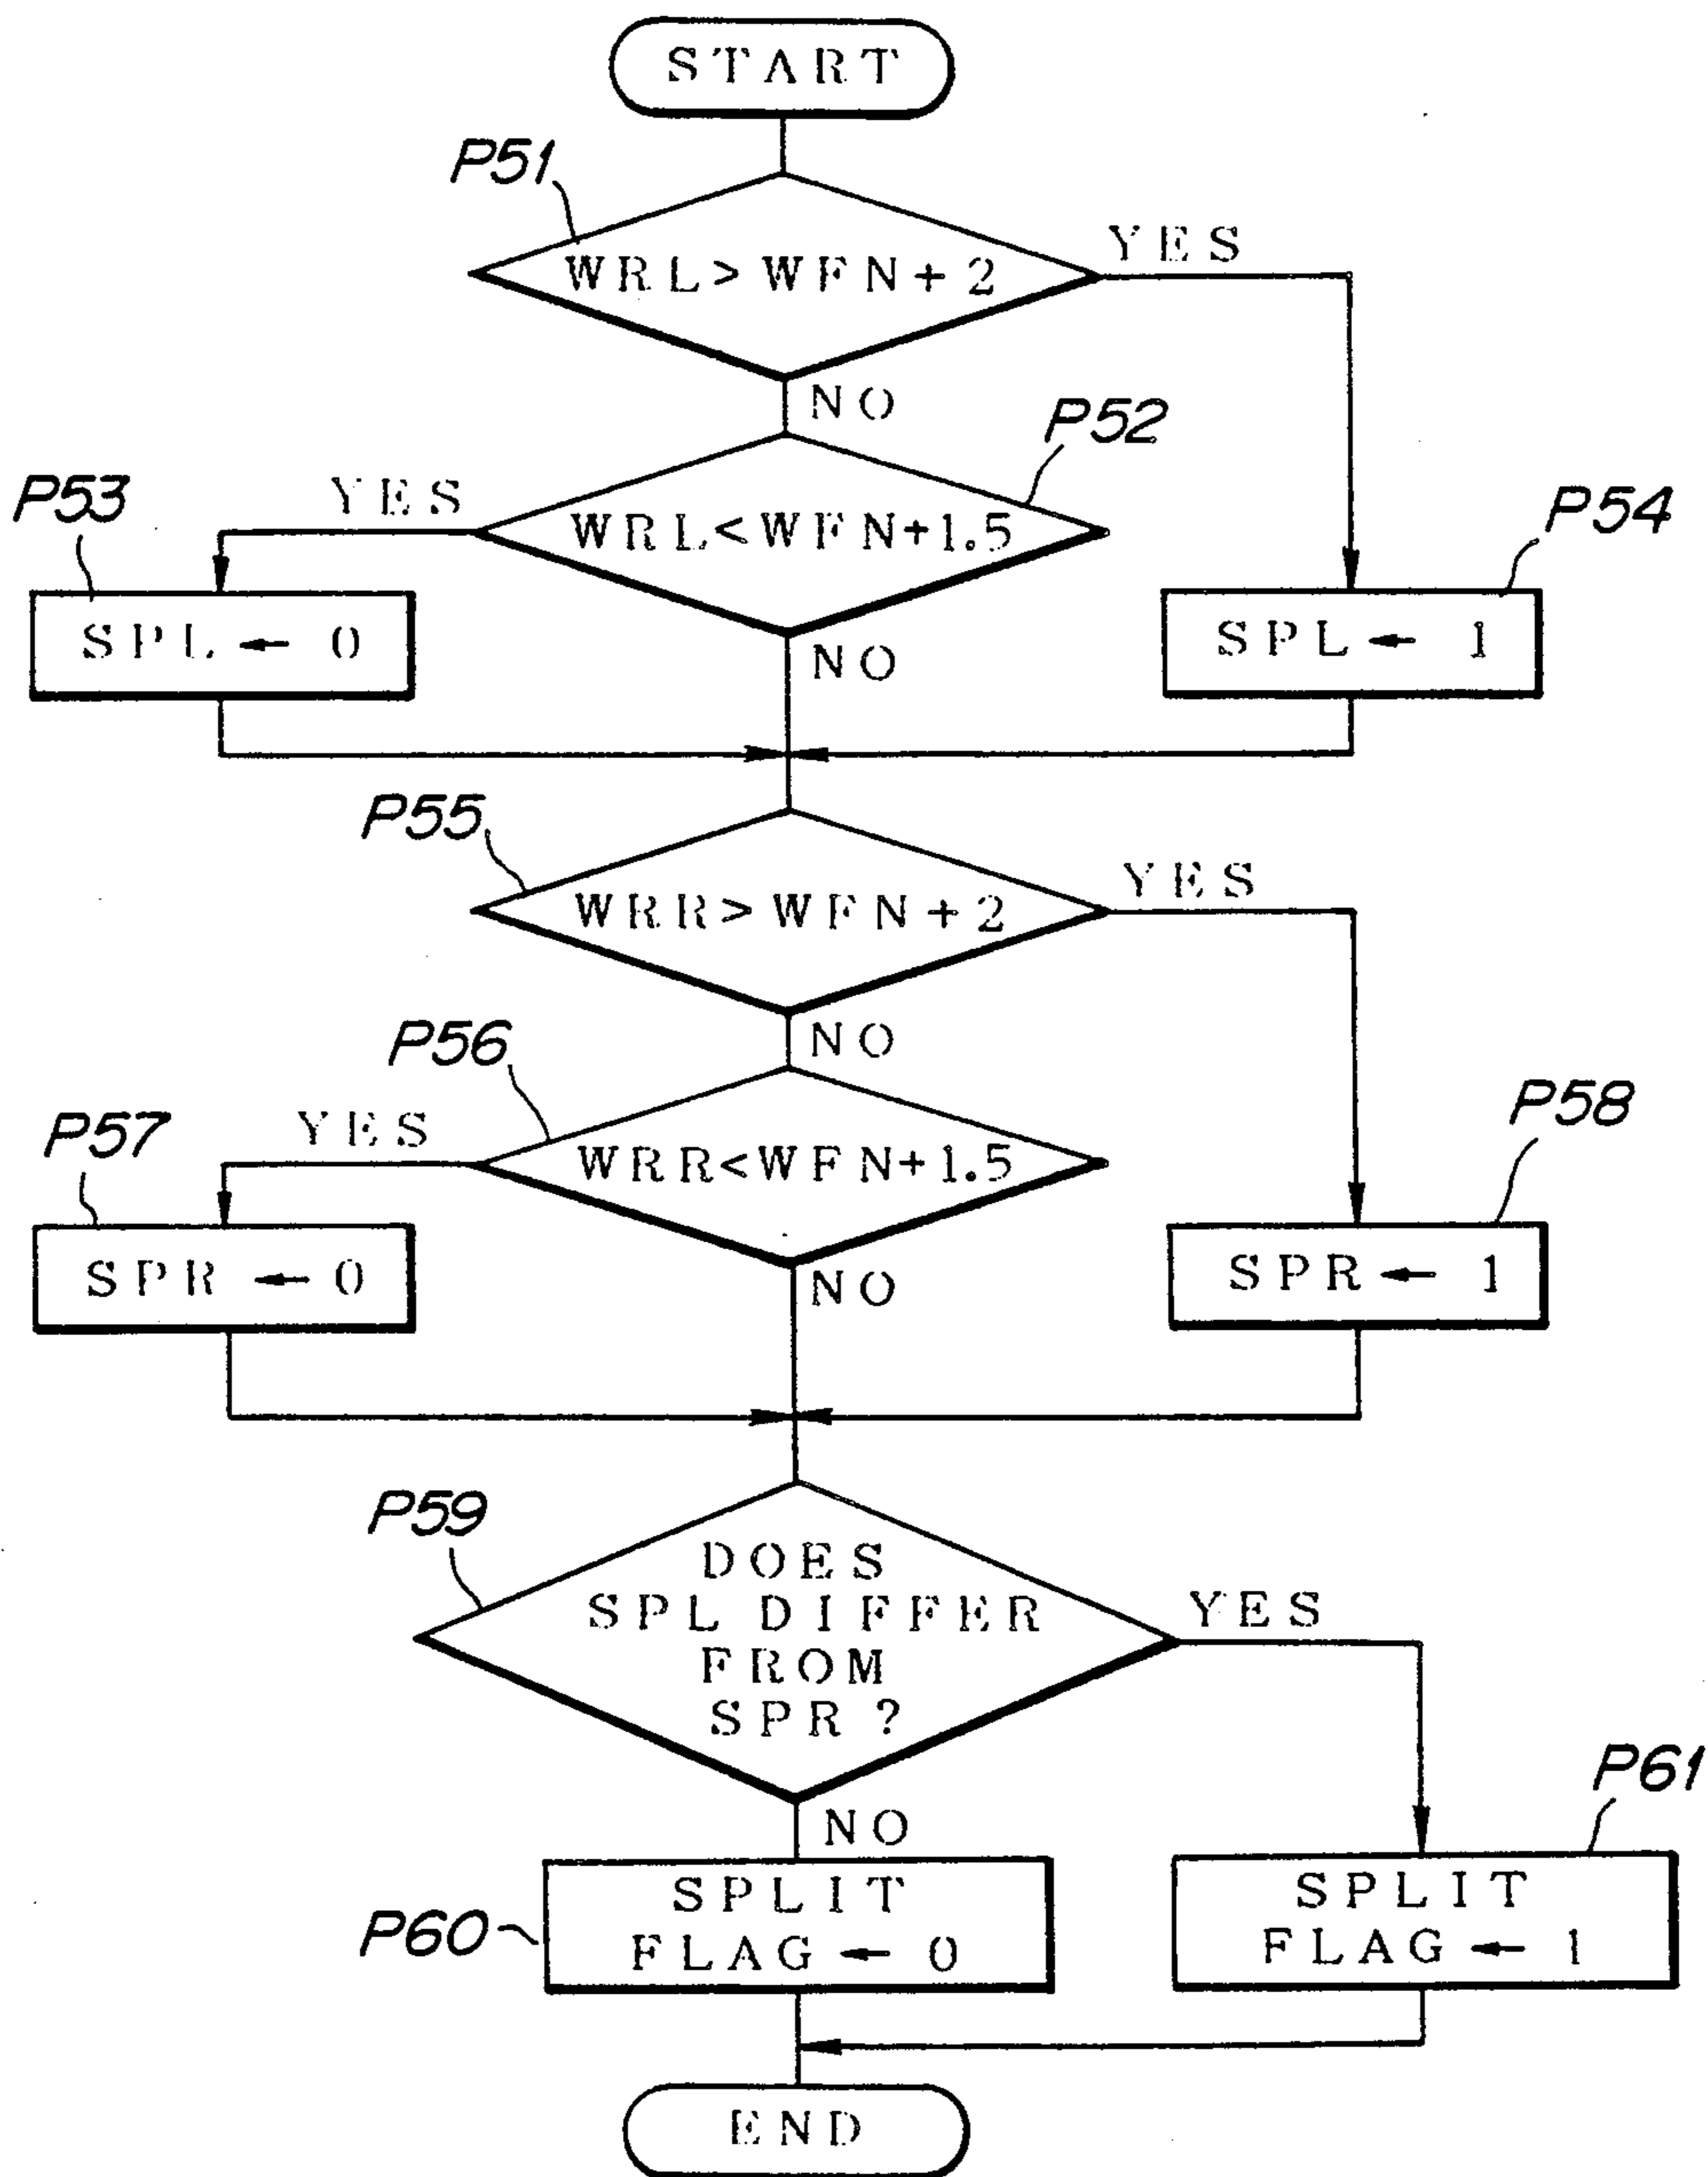 START
P51
WRL > WFN + 2
YES
NO
P52
WRL < WFN + 1.5
YES
NO
P53
SPL ← 0
P54
SPL ← 1
P55
WRR > WFN + 2
YES
NO
P56
WRR < WFN + 1.5
YES
NO
P57
SPR ← 0
P58
SPR ← 1
P59
DOES
SPL DIFFER
FROM
SPR ?
YES
NO
P60
SPLIT
FLAG ← 0
P61
SPLIT
FLAG ← 1
END